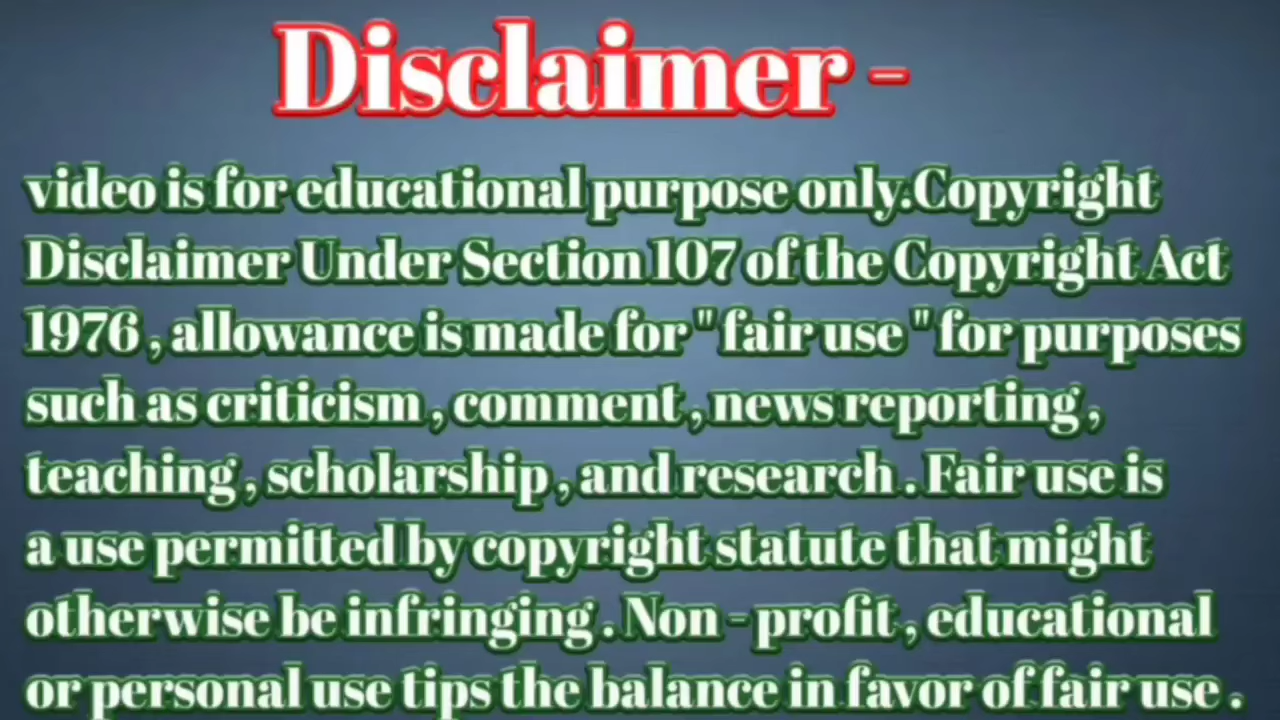 Disclaimer -
video is for educational purpose only.Copyright
Disclaimer Under Section 107 of the Copyright Act
1976 , allowance is made for " fair use " for purposes
such as criticism , comment , news reporting ,
teaching , scholarship , and research . Fair use is
a use permitted by copyright statute that might
otherwise be infringing . Non - profit , educational
or personal use tips the balance in favor of fair use .